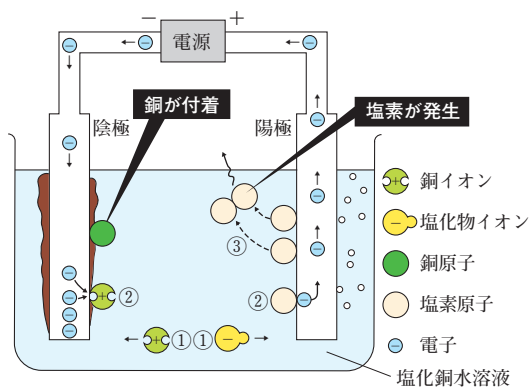 － 電源 ＋
銅が付着
塩素が発生
陰極
陽極
③
②
②
①①
銅イオン
塩化物イオン
銅原子
塩素原子
電子
塩化銅水溶液